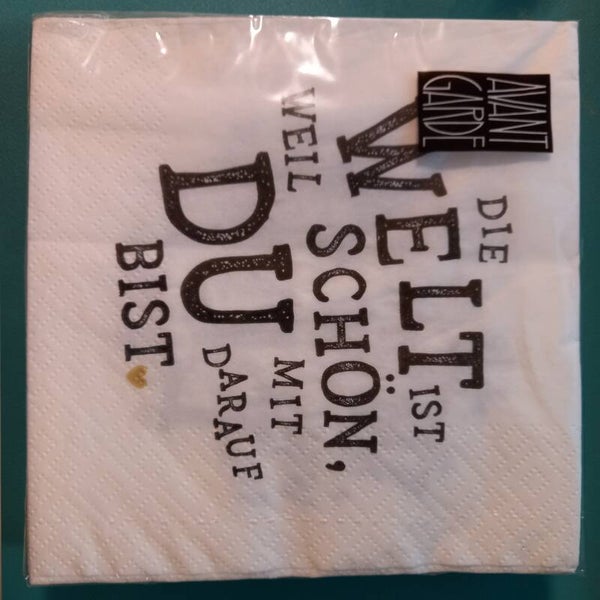 AVANT
GARDE
DIE
WELT IST
SCHÖN,
WEIL MIT
DU DARAUF
BIST.